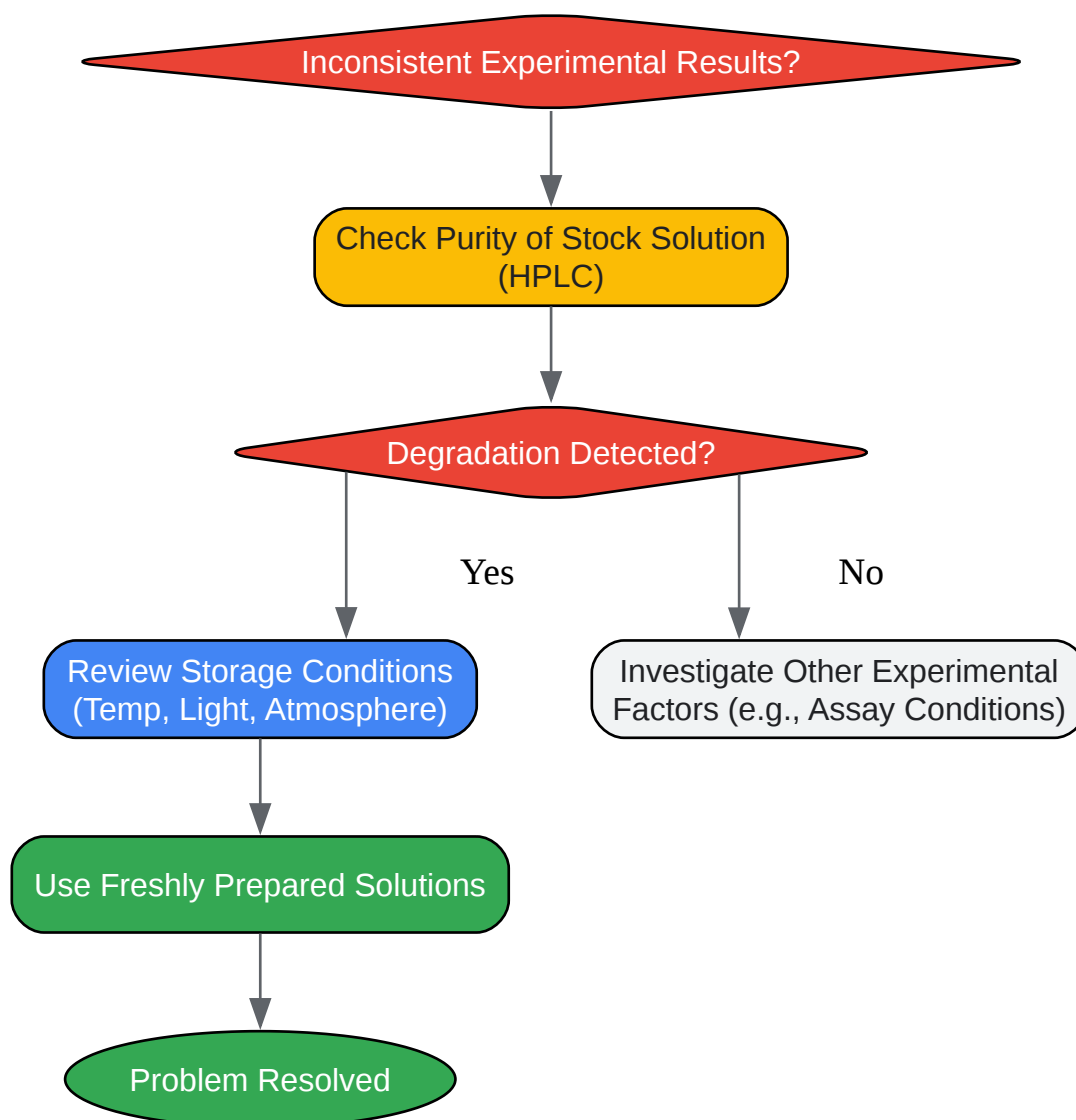 Inconsistent Experimental Results?
Check Purity of Stock Solution
(HPLC)
Degradation Detected?
Yes
No
Review Storage Conditions
(Temp, Light, Atmosphere)
Investigate Other Experimental
Factors (e.g., Assay Conditions)
Use Freshly Prepared Solutions
Problem Resolved